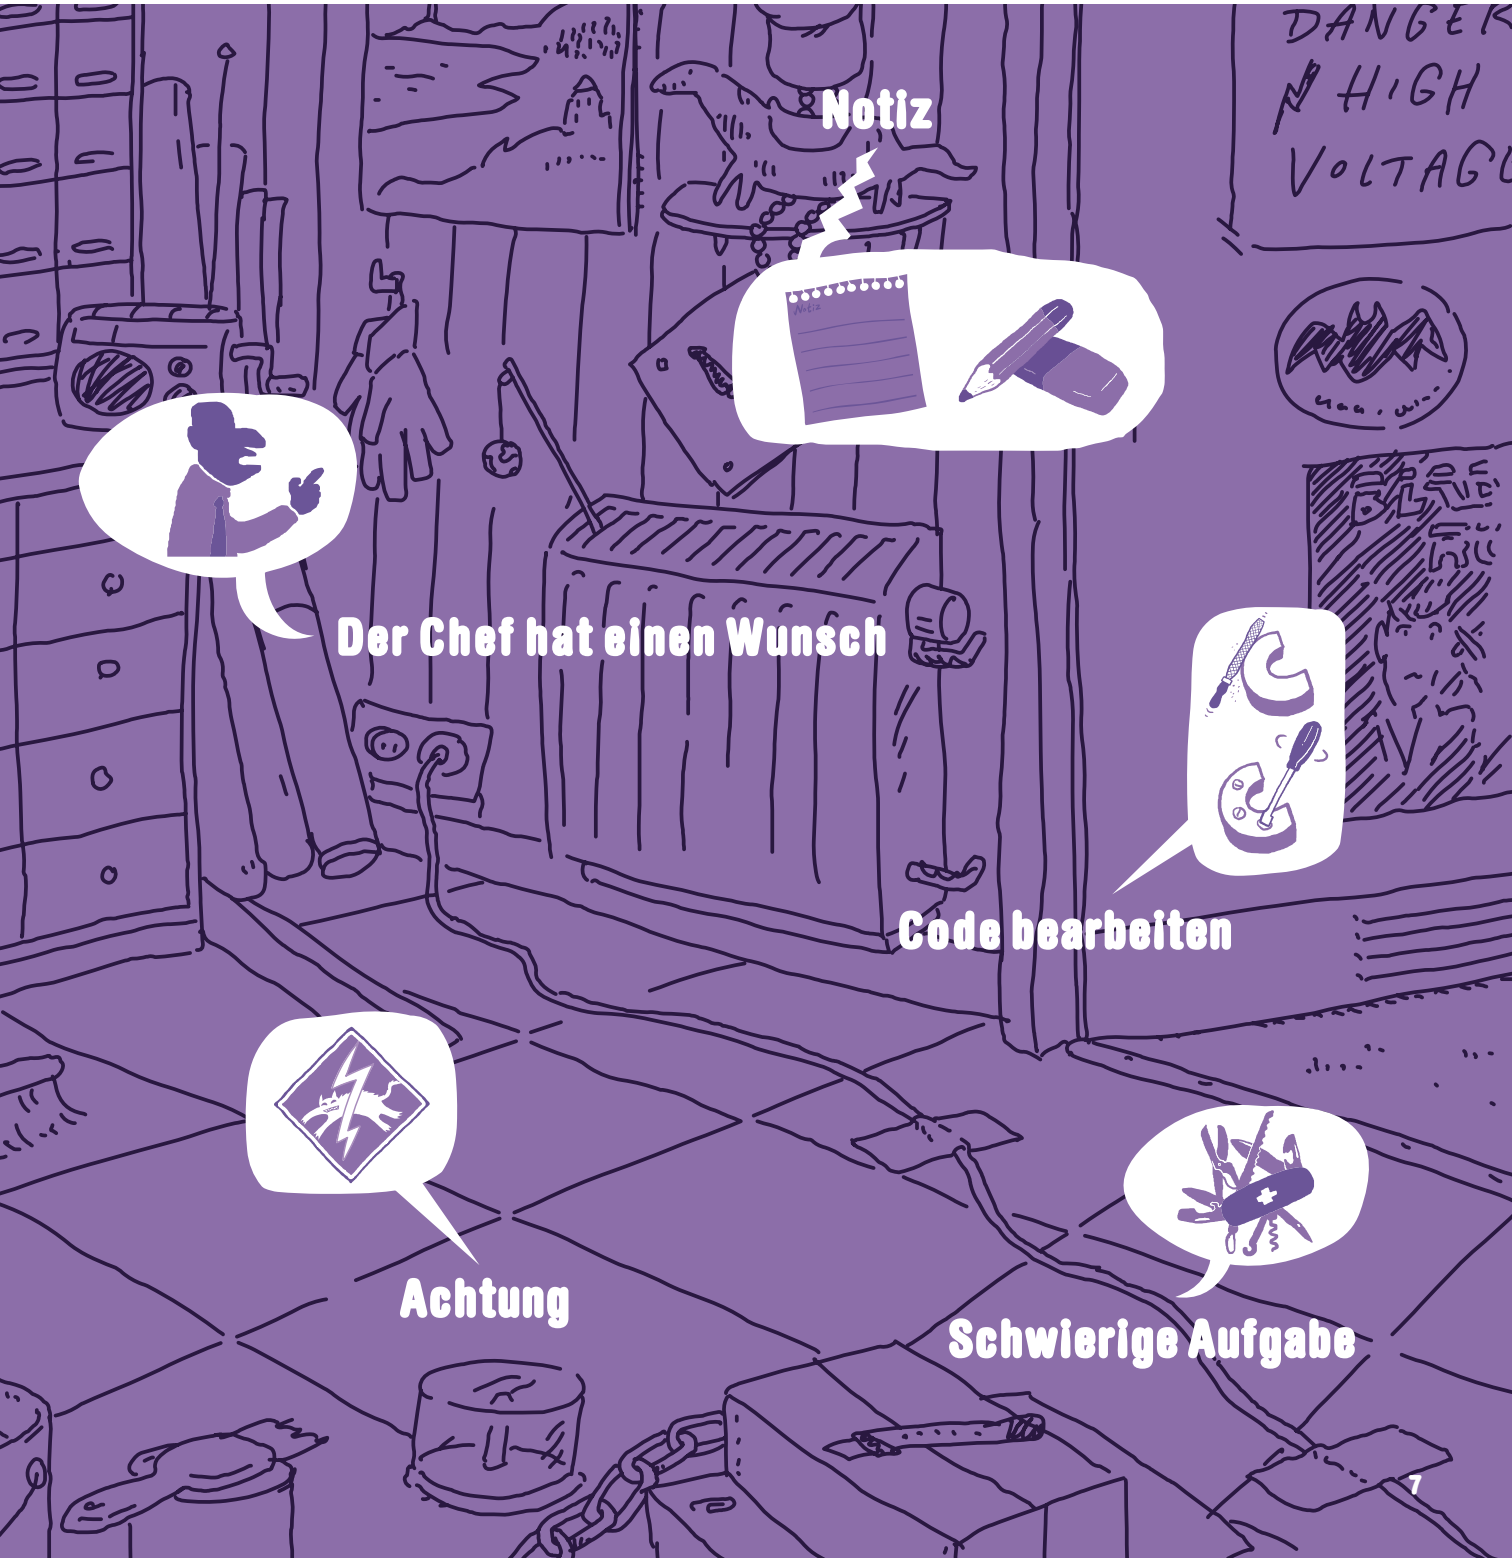 DANGER
HIGH
VOLTAGE
Notiz
Notiz
Der Chef hat einen Wunsch
Code bearbeiten
Achtung
Schwierige Aufgabe
7